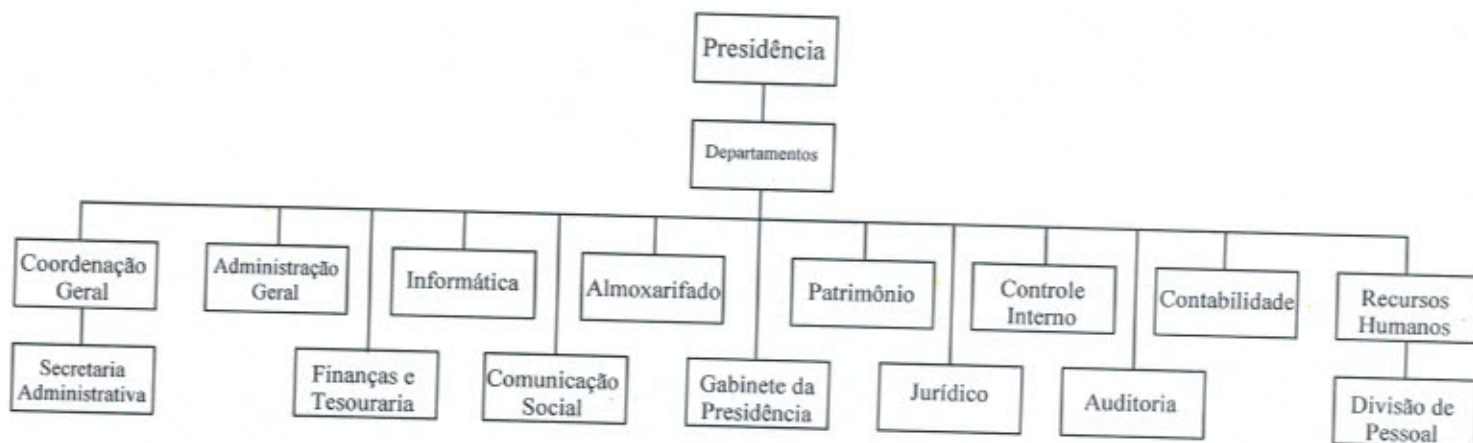 Presidência
Departamentos
Coordenação
Geral
Administração
Geral
Informática
Almoxarifado
Patrimônio
Controle
Interno
Contabilidade
Recursos
Humanos
Secretaria
Administrativa
Finanças e
Tesouraria
Comunicação
Social
Gabinete da
Presidência
Jurídico
Auditoria
Divisão de
Pessoal